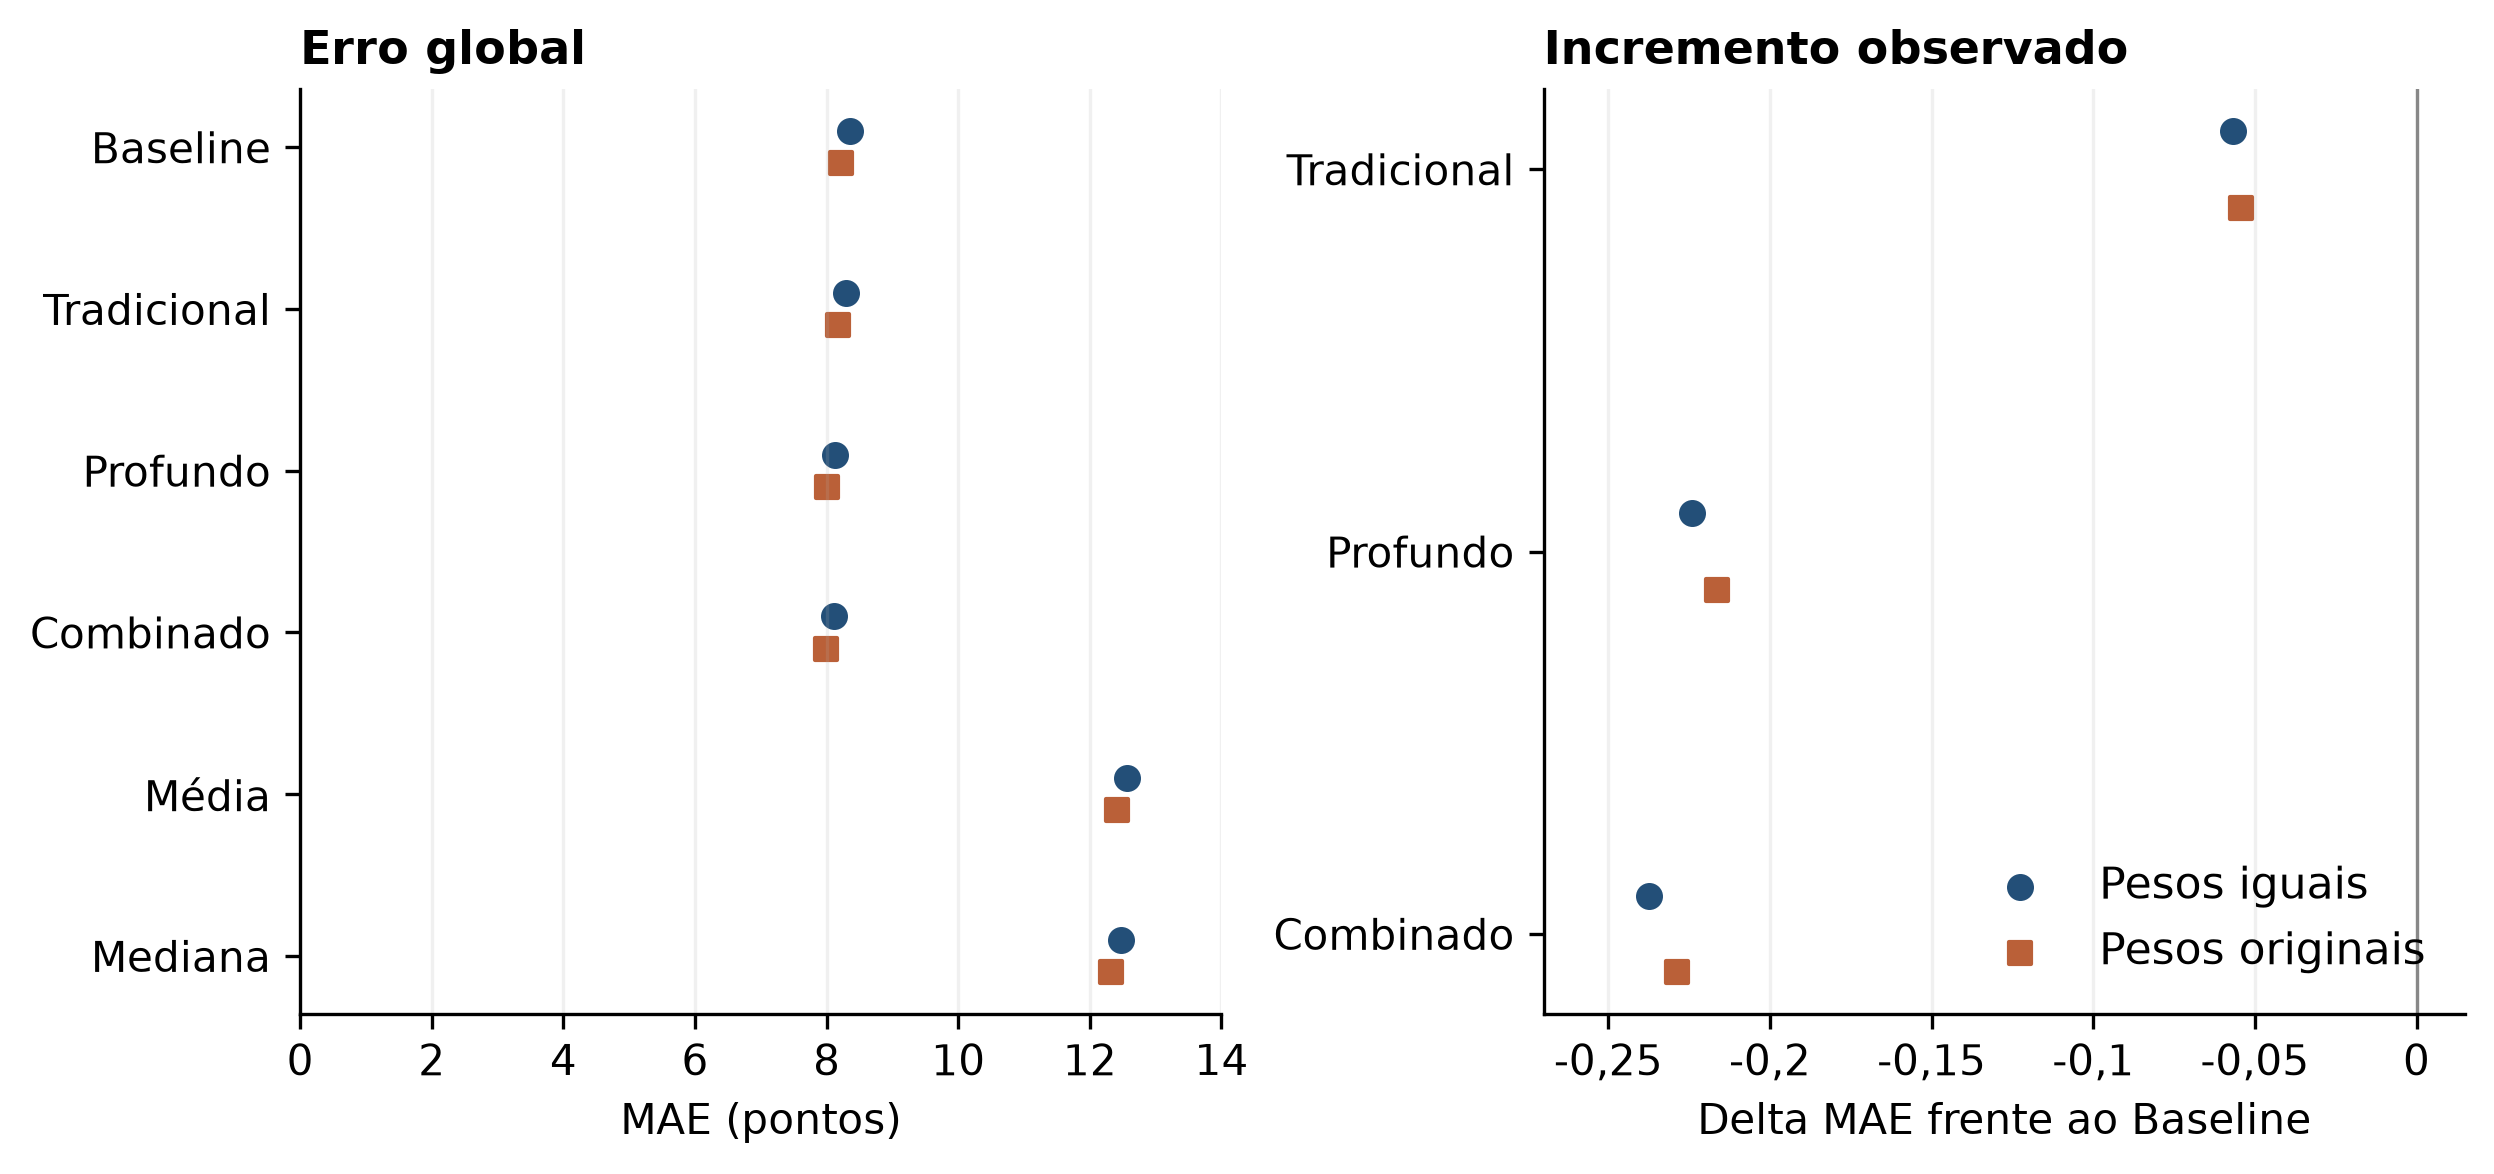 Erro global
Baseline
Tradicional
Profundo
Combinado
Média
Mediana
0 2 4 6 8 10 12 14
MAE (pontos)
Incremento observado
Tradicional
Profundo
Combinado
Pesos iguais
Pesos originais
-0,25 -0,2 -0,15 -0,1 -0,05 0
Delta MAE frente ao Baseline